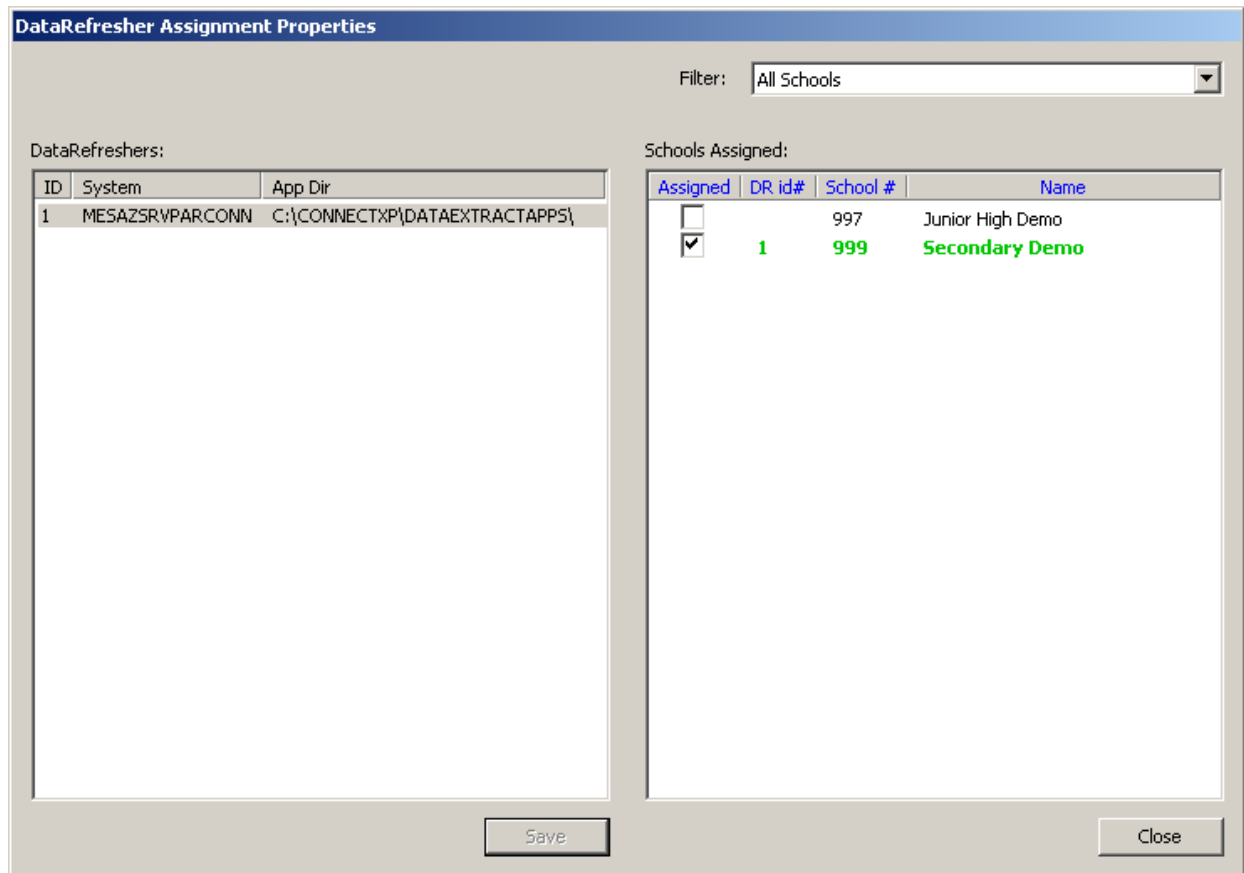 DataRefresher Assignment Properties
Filter: All Schools
DataRefreshers:
ID System App Dir
1 MESAZSRVPARCONN C:\CONNECTXP\DATAEXTRACTAPPS\
Schools Assigned:
Assigned DR id# School # Name
997 Junior High Demo
1 999 Secondary Demo
Save
Close